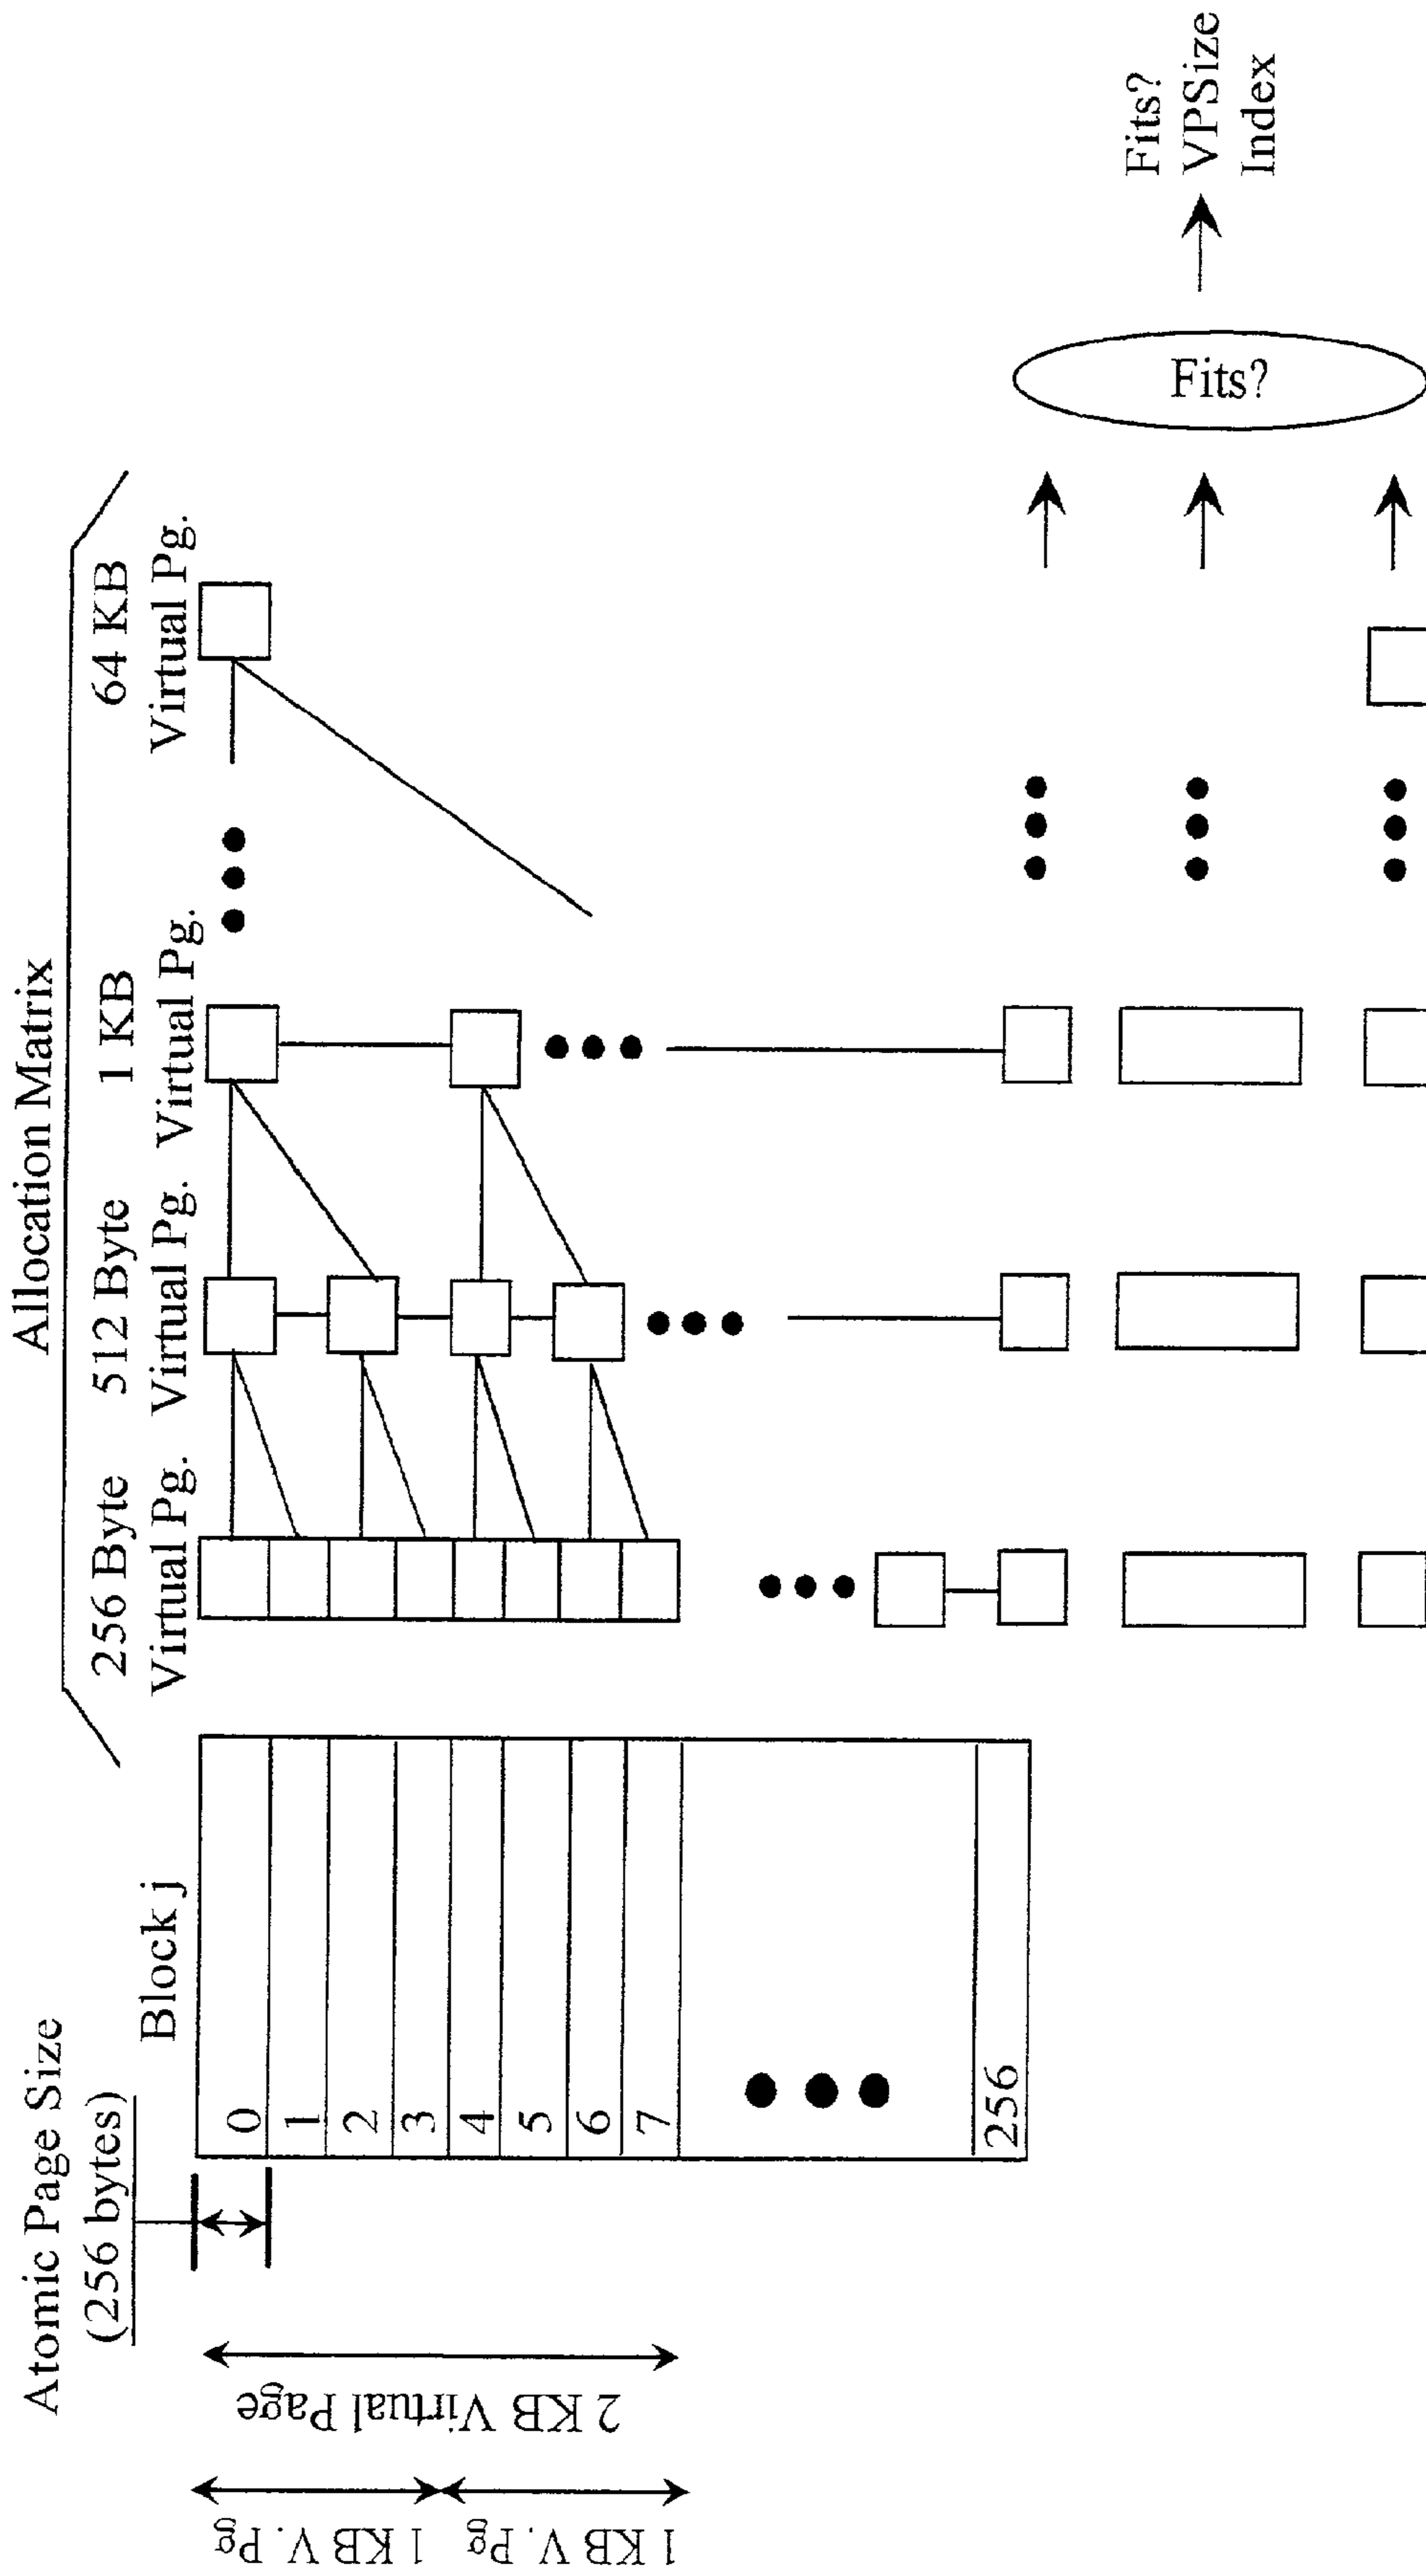 Allocation Matrix
256 Byte
Virtual Pg.
512 Byte
Virtual Pg.
1 KB
Virtual Pg.
64 KB
Virtual Pg.
Atomic Page Size
(256 bytes)
Block j
0
1
2
3
4
5
6
7
256
2 KB Virtual Page
1 KB V. Pg
1 KB V. Pg
Fits?
Fits?
VPSize
Index